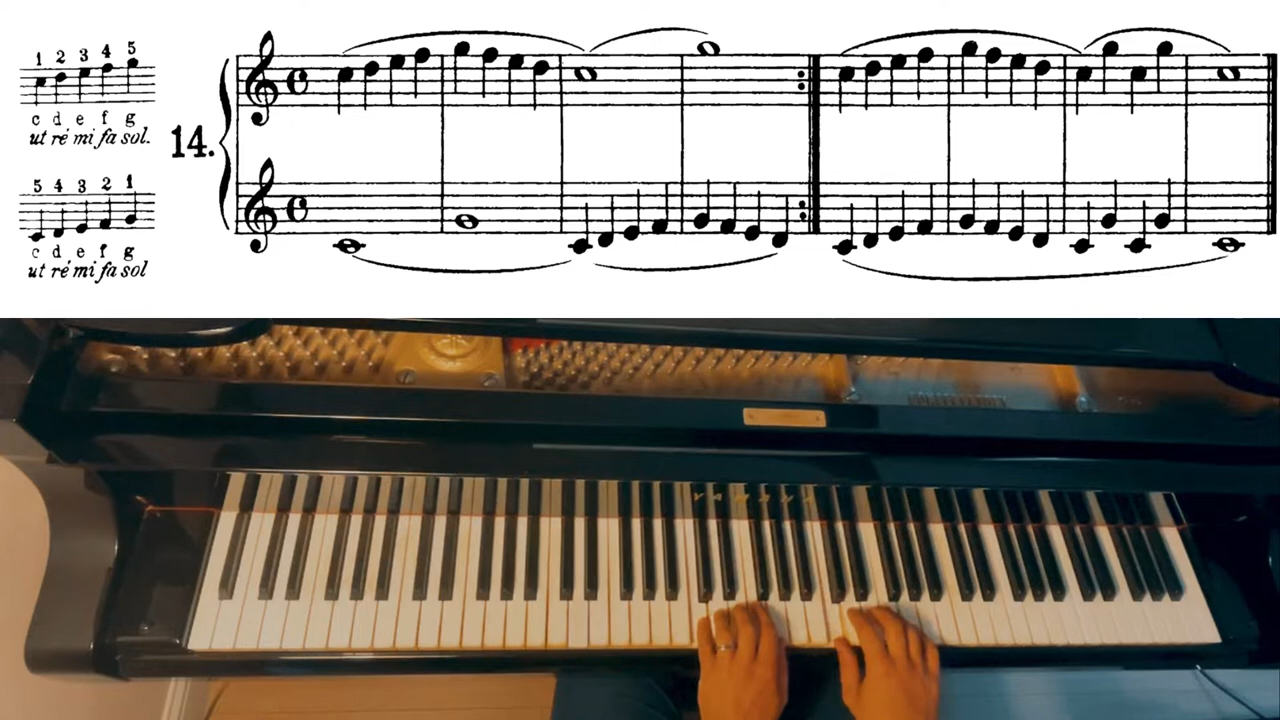 1 2 3 4 5
c d e f g
ut ré mi fa sol.
14.
5 4 3 2 1
c d e f g
ut ré mi fa sol
YAMAHA